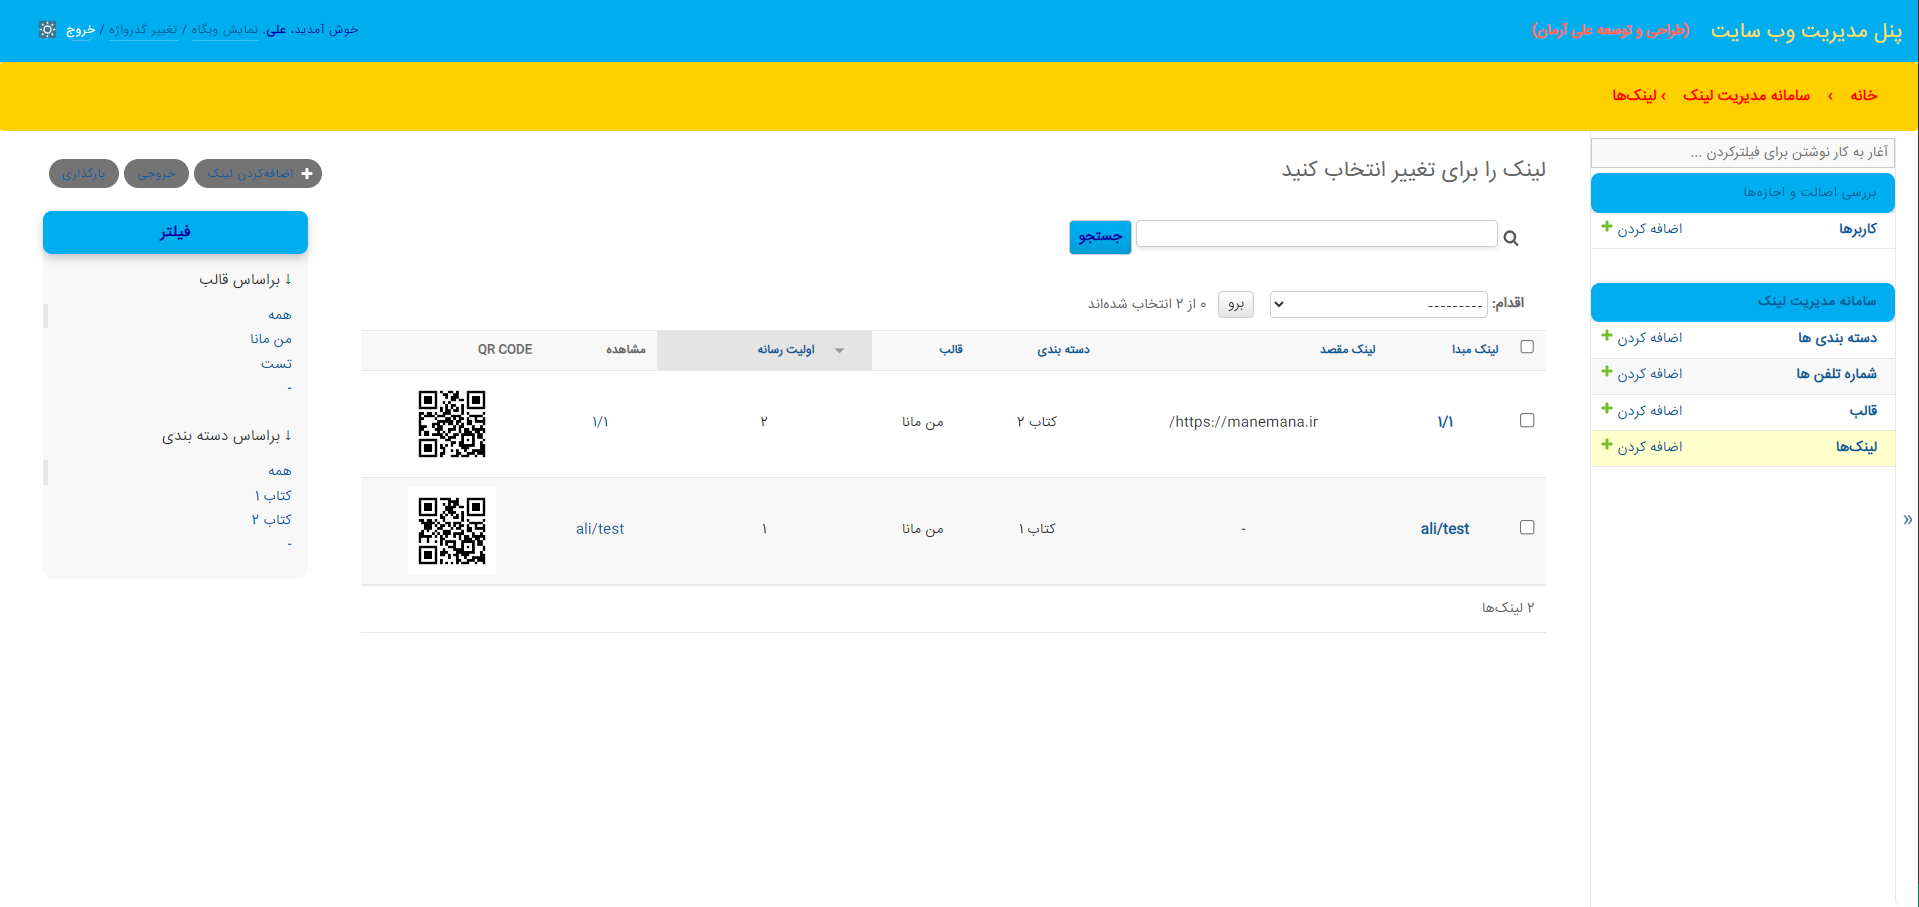 پنل مدیریت وب سایت (طراحی و توسعه علی آرمان)
خوش آمدید، علی. نمایش وبگاه / تغییر گذرواژه / خروج
خانه › سامانه مدیریت لینک › لینک‌ها
آغار به کار نوشتن برای فیلترکردن ...
بررسی اصالت و اجازه‌ها
کاربرها اضافه کردن
سامانه مدیریت لینک
دسته بندی ها اضافه کردن
شماره تلفن ها اضافه کردن
قالب اضافه کردن
لینک‌ها اضافه کردن
»
لینک را برای تغییر انتخاب کنید
اضافه‌کردن لینک خروجی بارگذاری
جستجو
اقدام: --------- برو ۰ از ۲ انتخاب شده‌اند
لینک مبدا لینک مقصد دسته بندی قالب اولیت رسانه مشاهده QR CODE
۱/۱ https://manemana.ir/ کتاب ۲ من مانا ۲ ۱/۱
ali/test - کتاب ۱ من مانا ۱ ali/test
۲ لینک‌ها
فیلتر
↓ براساس قالب
همه
من مانا
تست
-
↓ براساس دسته بندی
همه
کتاب ۱
کتاب ۲
-